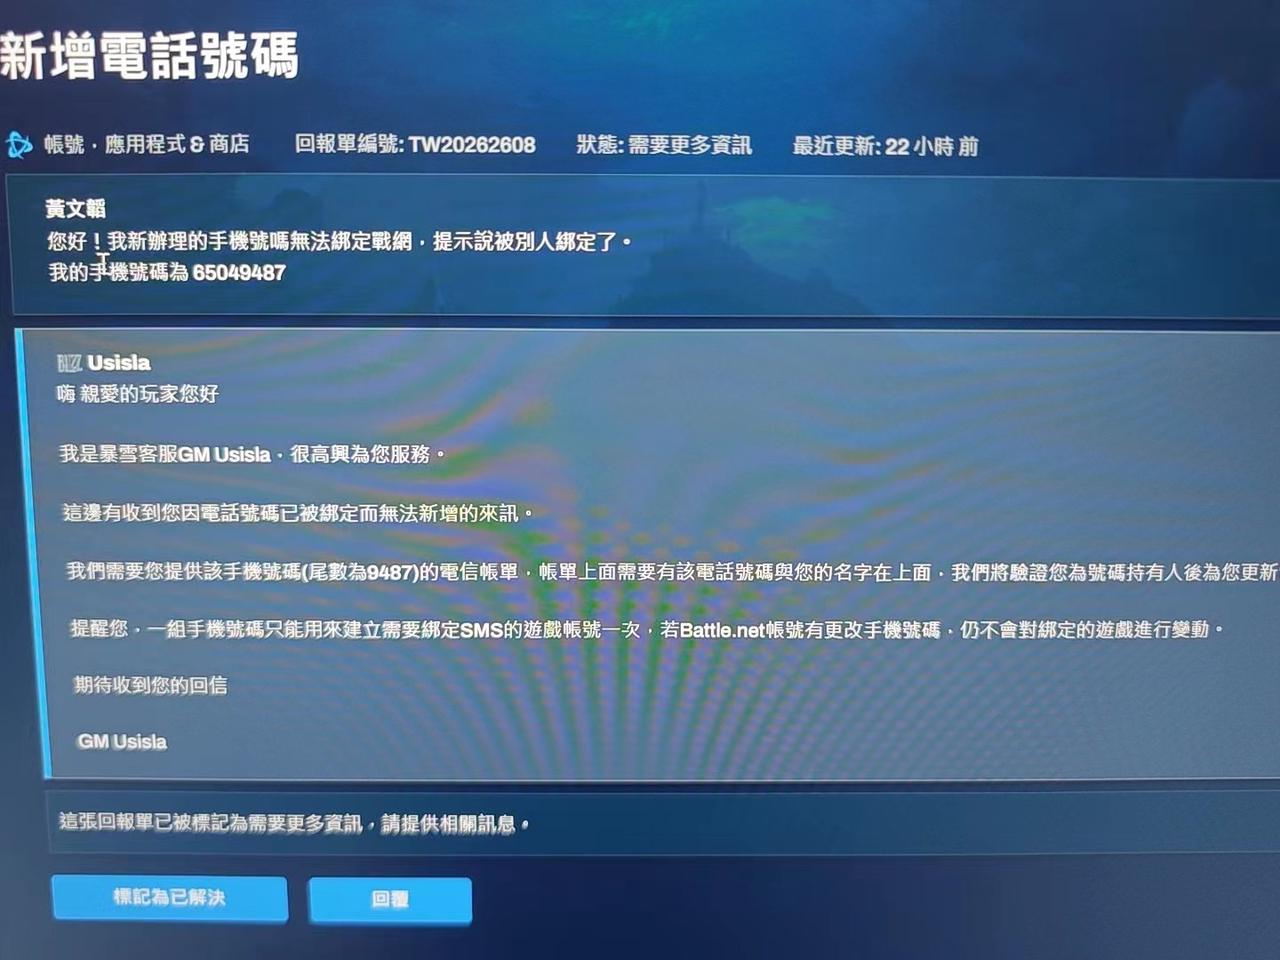 新增電話號碼
帳號，應用程式 & 商店 回報單編號: TW20262608 狀態: 需要更多資訊 最近更新: 22 小時 前
黃文韜
您好！我新辦理的手機號嗎無法綁定戰網，提示說被別人綁定了。
我的手機號碼為 65049487
BLIZZ Usisla
嗨 親愛的玩家您好
我是暴雪客服GM Usisla，很高興為您服務。
這邊有收到您因電話號碼已被綁定而無法新增的來訊。
我們需要您提供該手機號碼(尾數為9487)的電信帳單，帳單上面需要有該電話號碼與您的名字在上面，我們將驗證您為號碼持有人後為您更新
提醒您，一組手機號碼只能用來建立需要綁定SMS的遊戲帳號一次，若Battle.net帳號有更改手機號碼，仍不會對綁定的遊戲進行變動。
期待收到您的回信
GM Usisla
這張回報單已被標記為需要更多資訊，請提供相關訊息。
標記為已解決 回覆